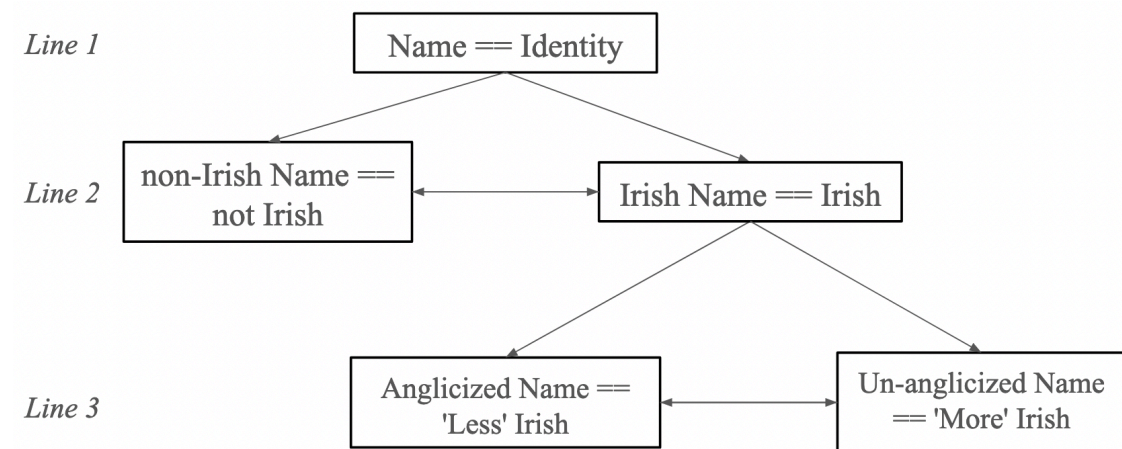 Line 1
Name == Identity
Line 2
non-Irish Name ==
not Irish
Irish Name == Irish
Line 3
Anglicized Name ==
'Less' Irish
Un-anglicized Name
== 'More' Irish